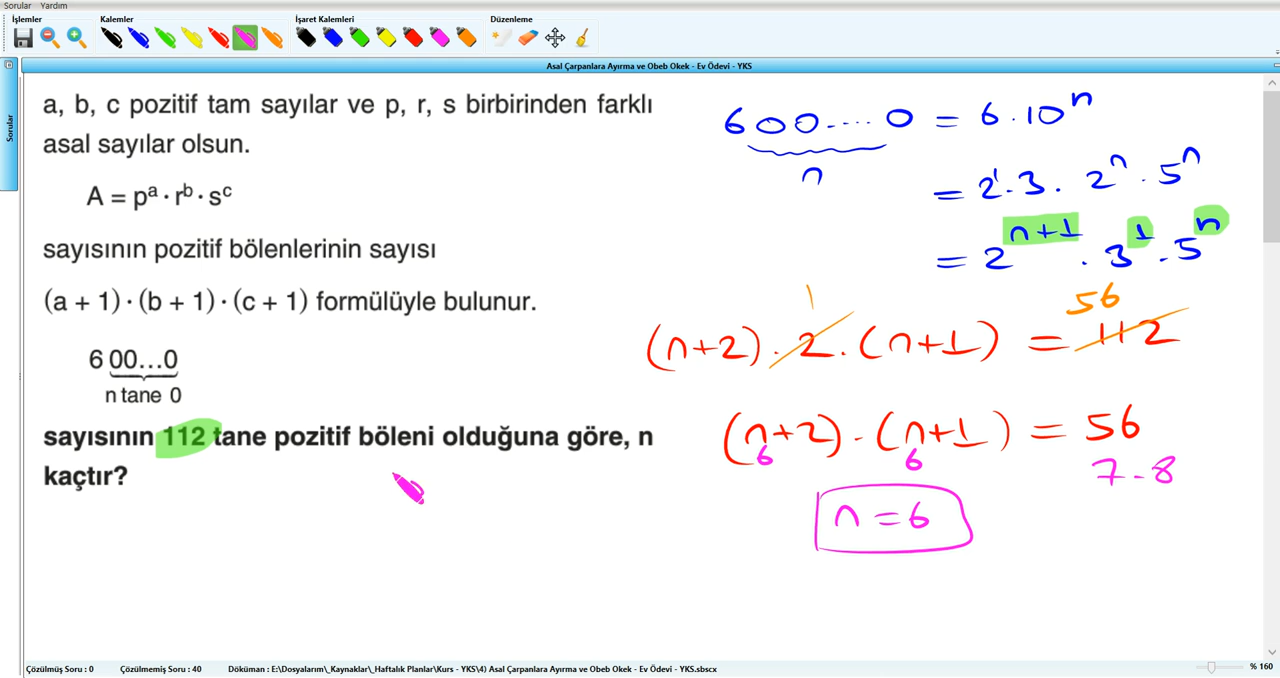 Sorular Yardım
İşlemler Kalemler İşaret Kalemleri Düzenleme
Asal Çarpanlara Ayırma ve Obeb Okek - Ev Ödevi - YKS
Sorular
a, b, c pozitif tam sayılar ve p, r, s birbirinden farklı
asal sayılar olsun.
A = pᵃ · rᵇ · sᶜ
sayısının pozitif bölenlerinin sayısı
(a + 1) · (b + 1) · (c + 1) formülüyle bulunur.
6 00...0
n tane 0
sayısının 112 tane pozitif böleni olduğuna göre, n
kaçtır?
600....0 = 6·10ⁿ
n
= 2¹·3·2ⁿ·5ⁿ
= 2ⁿ⁺¹·3¹·5ⁿ
1 56
(n+2)·2·(n+1) = 112
(n+2)·(n+1) = 56
6 6 7·8
n = 6
Çözülmüş Soru : 0 Çözülmemiş Soru : 40 Döküman : E:\Dosyalarım\_Kaynaklar\_Haftalık Planlar\Kurs - YKS\4) Asal Çarpanlara Ayırma ve Obeb Okek - Ev Ödevi - YKS.sbscx % 160